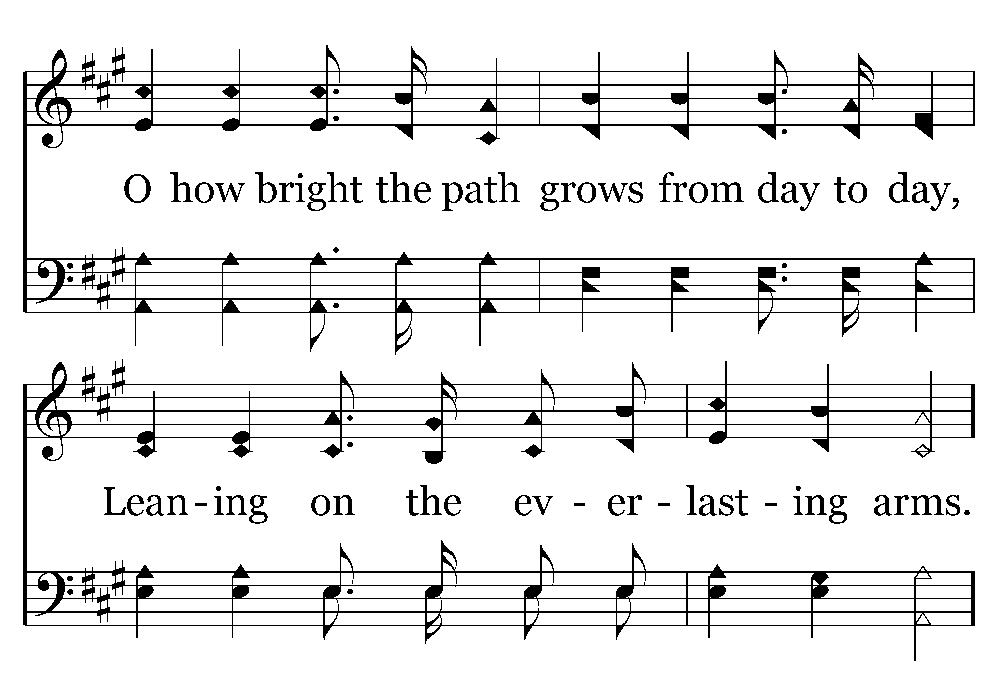 O how bright the path grows from day to day,
Lean - ing on the ev - er - last - ing arms.